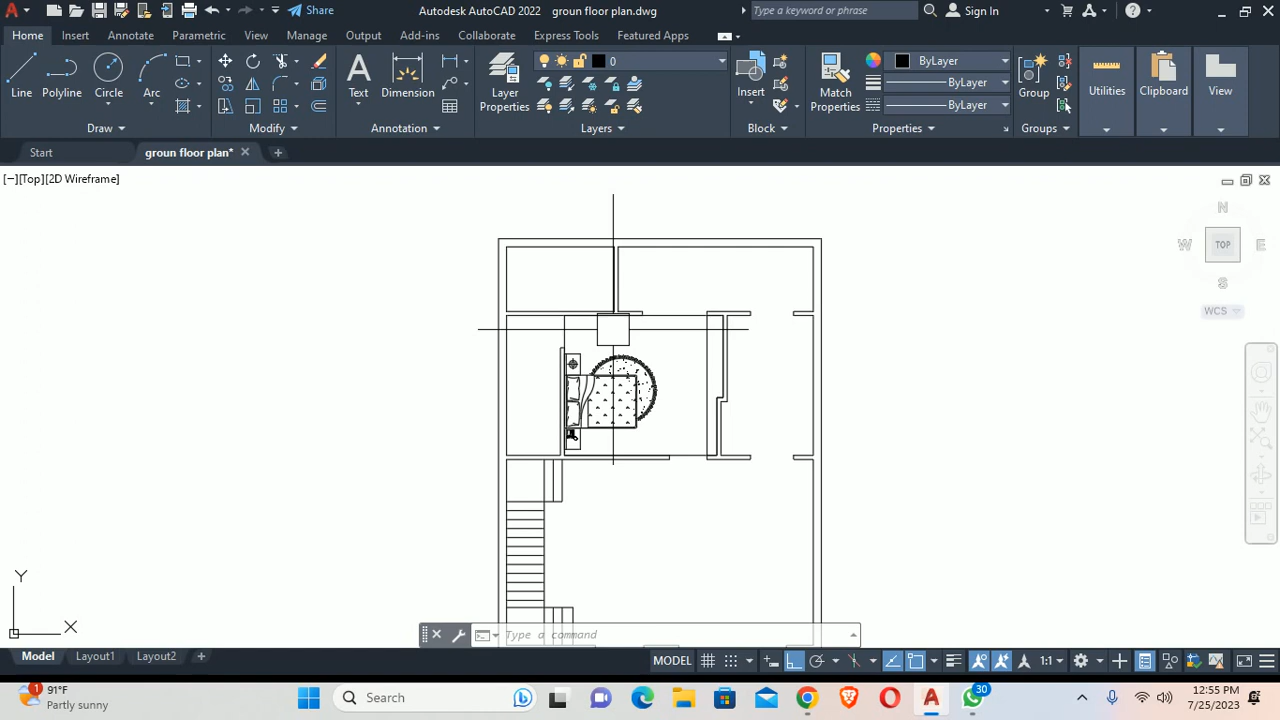 Share
Autodesk AutoCAD 2022 groun floor plan.dwg
Type a keyword or phrase
Sign In
Home Insert Annotate Parametric View Manage Output Add-ins Collaborate Express Tools Featured Apps
Line Polyline Circle Arc
Text Dimension
Layer Properties
0
Insert
Match Properties
ByLayer
ByLayer
ByLayer
Group
Utilities Clipboard View
Draw Modify Annotation Layers Block Properties Groups
Start groun floor plan*
[−][Top][2D Wireframe]
N
W TOP E
S
WCS
Y
X
Type a command
Model Layout1 Layout2
MODEL 1:1
1
91°F
Partly sunny
Search
30
12:55 PM
7/25/2023